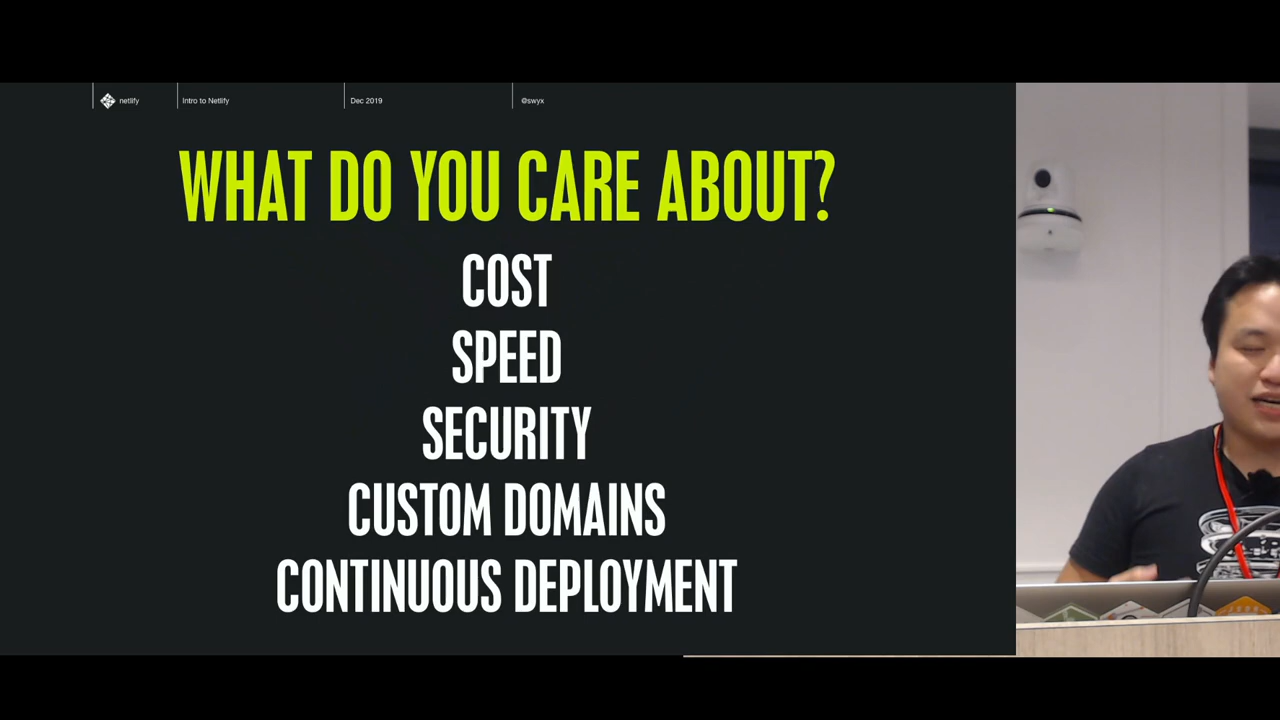 netlify
Intro to Netlify
Dec 2019
@swyx
WHAT DO YOU CARE ABOUT?
COST
SPEED
SECURITY
CUSTOM DOMAINS
CONTINUOUS DEPLOYMENT